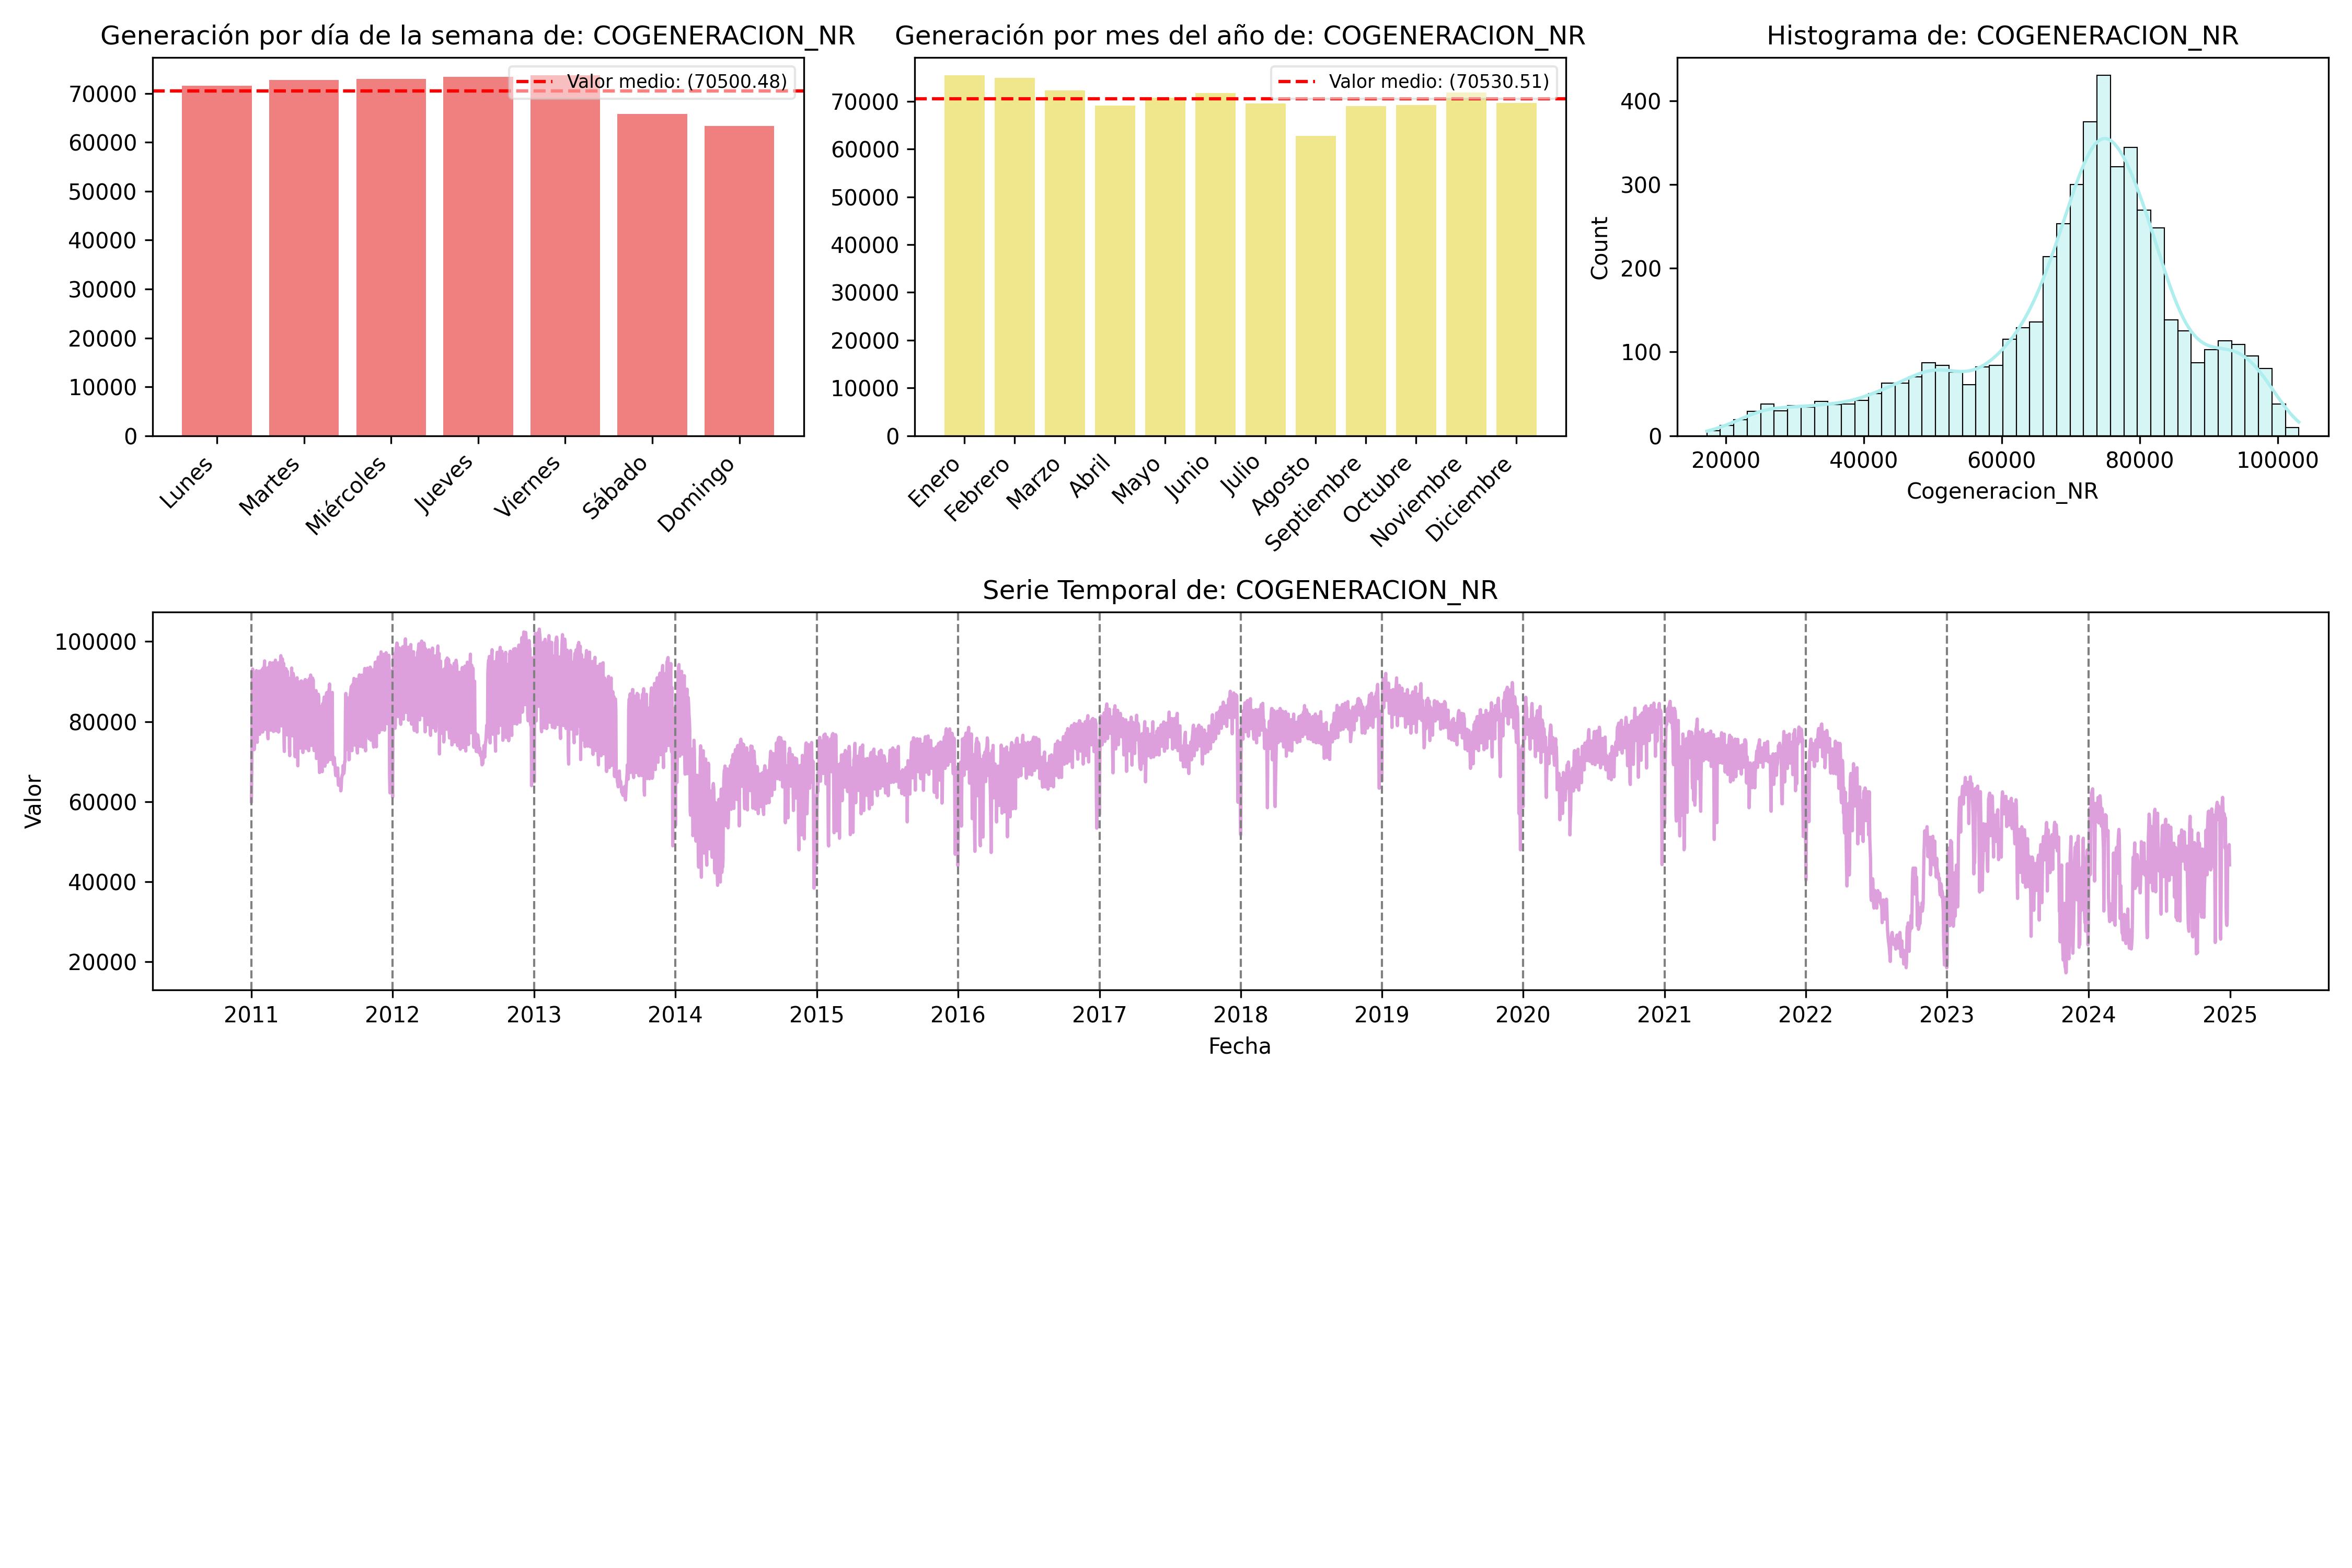 Generación por día de la semana de: COGENERACION_NR
Valor medio: (70500.48)
70000
60000
50000
40000
30000
20000
10000
0
Lunes
Martes
Miércoles
Jueves
Viernes
Sábado
Domingo
Generación por mes del año de: COGENERACION_NR
Valor medio: (70530.51)
70000
60000
50000
40000
30000
20000
10000
0
Enero
Febrero
Marzo
Abril
Mayo
Junio
Julio
Agosto
Septiembre
Octubre
Noviembre
Diciembre
Histograma de: COGENERACION_NR
Count
400
300
200
100
0
20000 40000 60000 80000 100000
Cogeneracion_NR
Serie Temporal de: COGENERACION_NR
Valor
100000
80000
60000
40000
20000
2011 2012 2013 2014 2015 2016 2017 2018 2019 2020 2021 2022 2023 2024 2025
Fecha